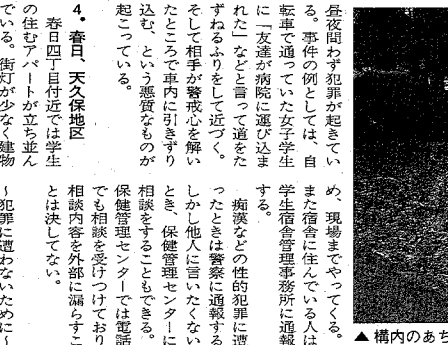 昼夜問わず犯罪が起きてい
る。事件の例としては、自
転車で通っていた女子学生
に「友達が病院に運び込ま
れた」などと言って道をた
ずねるふりをして近づく。
そして相手が警戒心を解い
たところで車内に引きずり
込む、という悪質なものが
起こっている。
4・春日、天久保地区
春日四丁目付近では学生
の住むアパートが立ち並ん
でいる。街灯が少なく建物
め、現場までやってくる。
また宿舎に住んでいる人は
学生宿舎管理事務所に通報
する。
痴漢などの性的犯罪に遭
ったときは警察に通報する
しかし他人に言いたくない
とき、保健管理センターに
相談をすることもできる。
保健管理センターでは電話
でも相談を受けつけており
相談内容を外部に漏らすこ
とは決してない。
～犯罪に遭わないために～
▲構内のあち